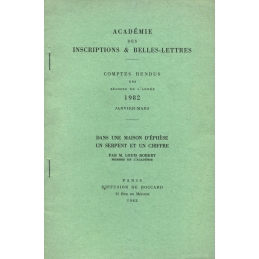 ACADÉMIE
DES
INSCRIPTIONS & BELLES-LETTRES
COMPTES RENDUS
DES
SÉANCES DE L'ANNÉE
1982
JANVIER-MARS
DANS UNE MAISON D'ÉPHÈSE
UN SERPENT ET UN CHIFFRE
PAR M. LOUIS ROBERT
MEMBRE DE L'ACADÉMIE
PARIS
DIFFUSION DE BOCCARD
11 RUE DE MÉDICIS
1982